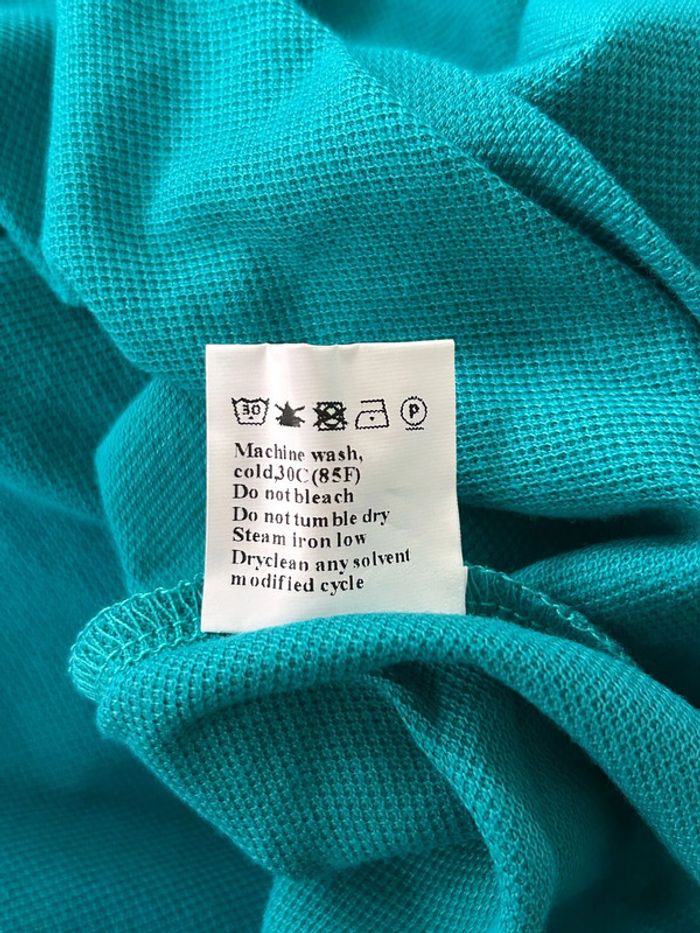 30 P
Machine wash,
cold,30C(85F)
Do not bleach
Do not tumble dry
Steam iron low
Dryclean any solvent
modified cycle